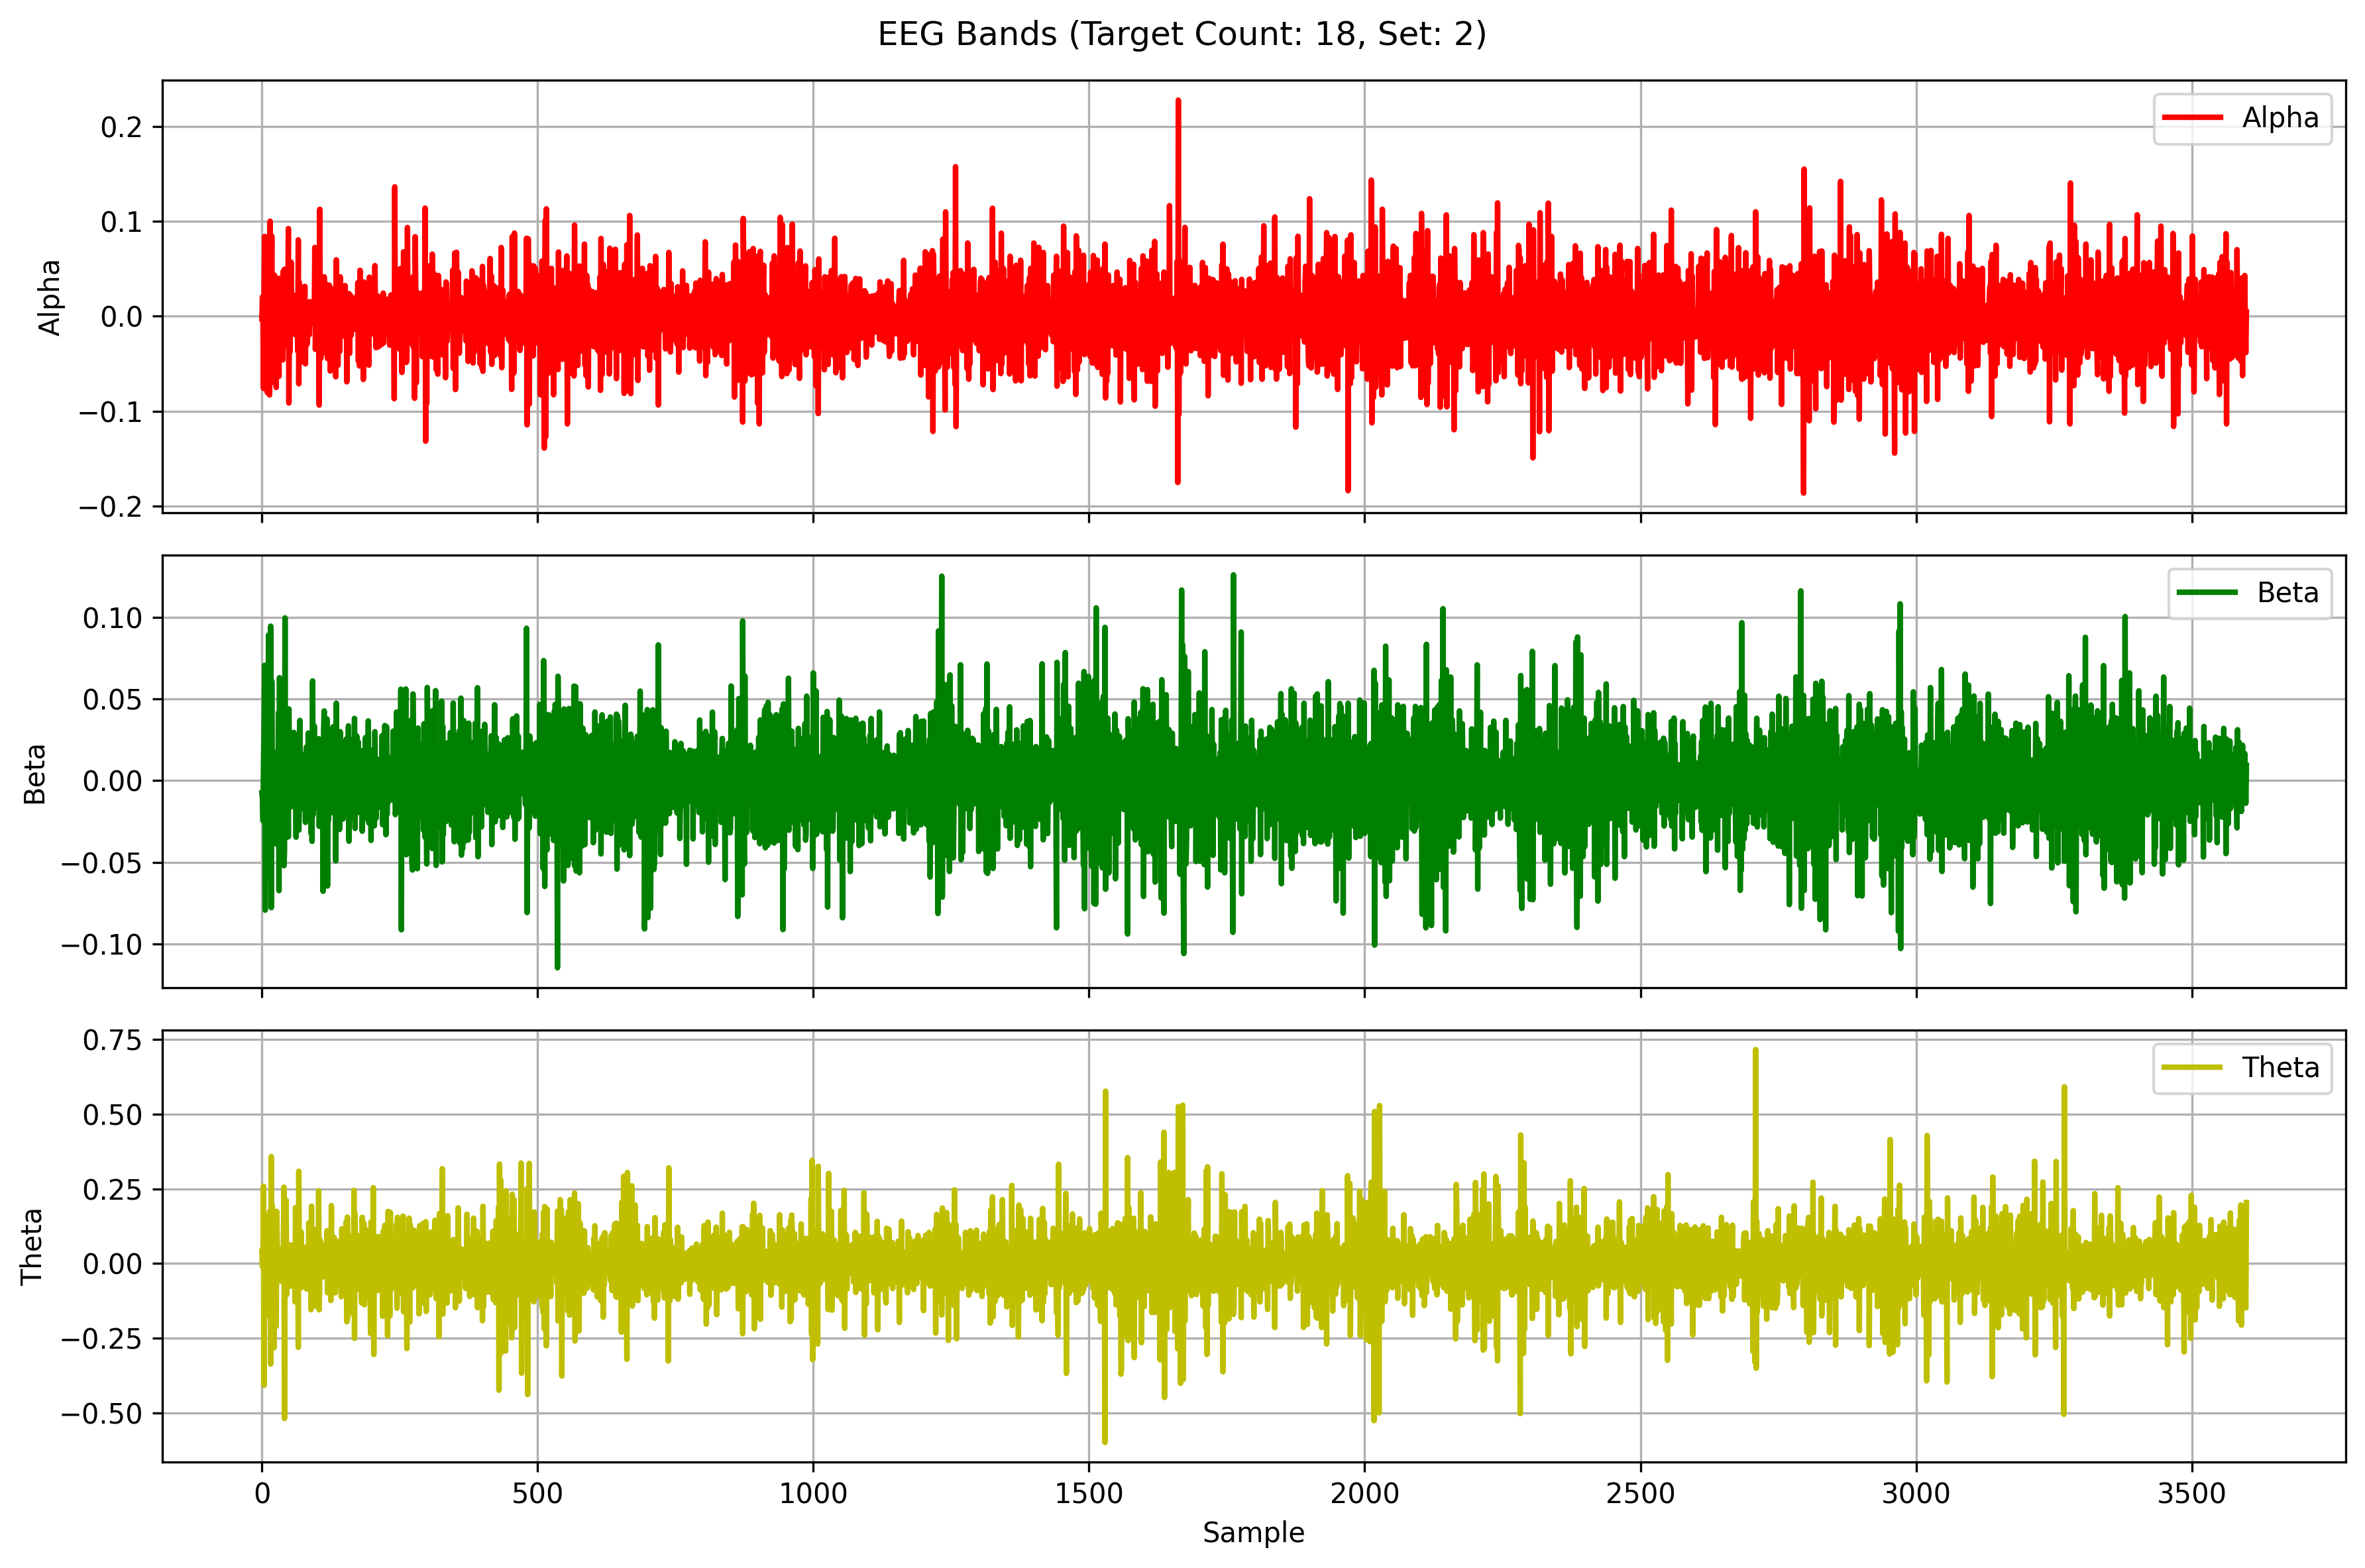 EEG Bands (Target Count: 18, Set: 2)
Alpha
0.2
0.1
0.0
−0.1
−0.2
Alpha
Beta
0.10
0.05
0.00
−0.05
−0.10
Beta
Theta
0.75
0.50
0.25
0.00
−0.25
−0.50
Theta
0 500 1000 1500 2000 2500 3000 3500
Sample